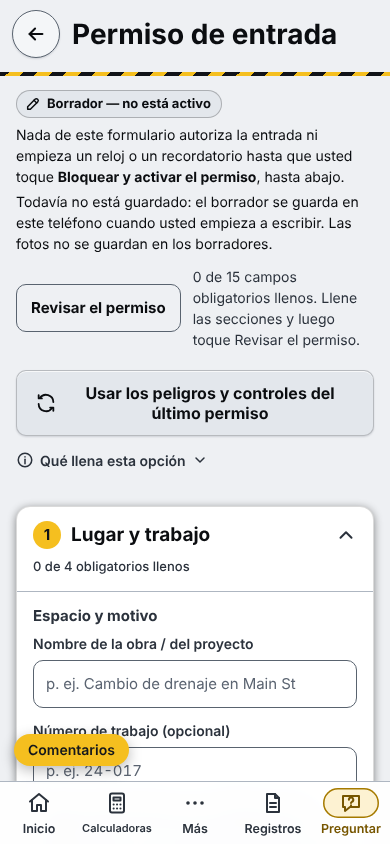 Permiso de entrada
Borrador — no está activo
Nada de este formulario autoriza la entrada ni
empieza un reloj o un recordatorio hasta que usted
toque Bloquear y activar el permiso, hasta abajo.
Todavía no está guardado: el borrador se guarda en
este teléfono cuando usted empieza a escribir. Las
fotos no se guardan en los borradores.
Revisar el permiso
0 de 15 campos
obligatorios llenos. Llene
las secciones y luego
toque Revisar el permiso.
Usar los peligros y controles del
último permiso
Qué llena esta opción
1 Lugar y trabajo
0 de 4 obligatorios llenos
Espacio y motivo
Nombre de la obra / del proyecto
p. ej. Cambio de drenaje en Main St
Número de trabajo (opcional)
Comentarios
p. ej. 24-017
Inicio
Calculadoras
Más
Registros
Preguntar